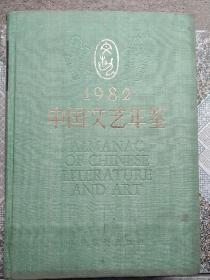 1982
中国文艺年鉴
ALMANAC
OF CHINESE
LITERATURE
AND ART